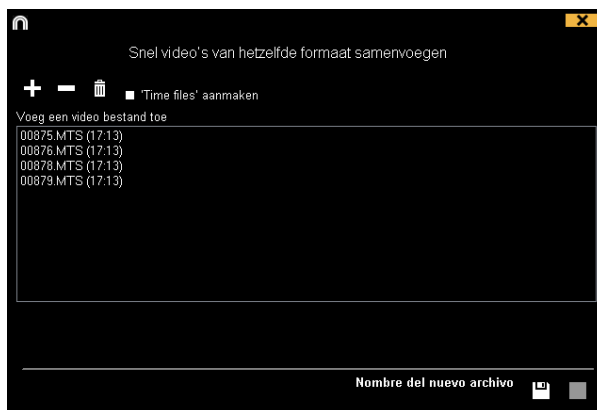 Snel video's van hetzelfde formaat samenvoegen
'Time files' aanmaken
Voeg een video bestand toe
00875.MTS (17:13)
00876.MTS (17:13)
00878.MTS (17:13)
00879.MTS (17:13)
Nombre del nuevo archivo